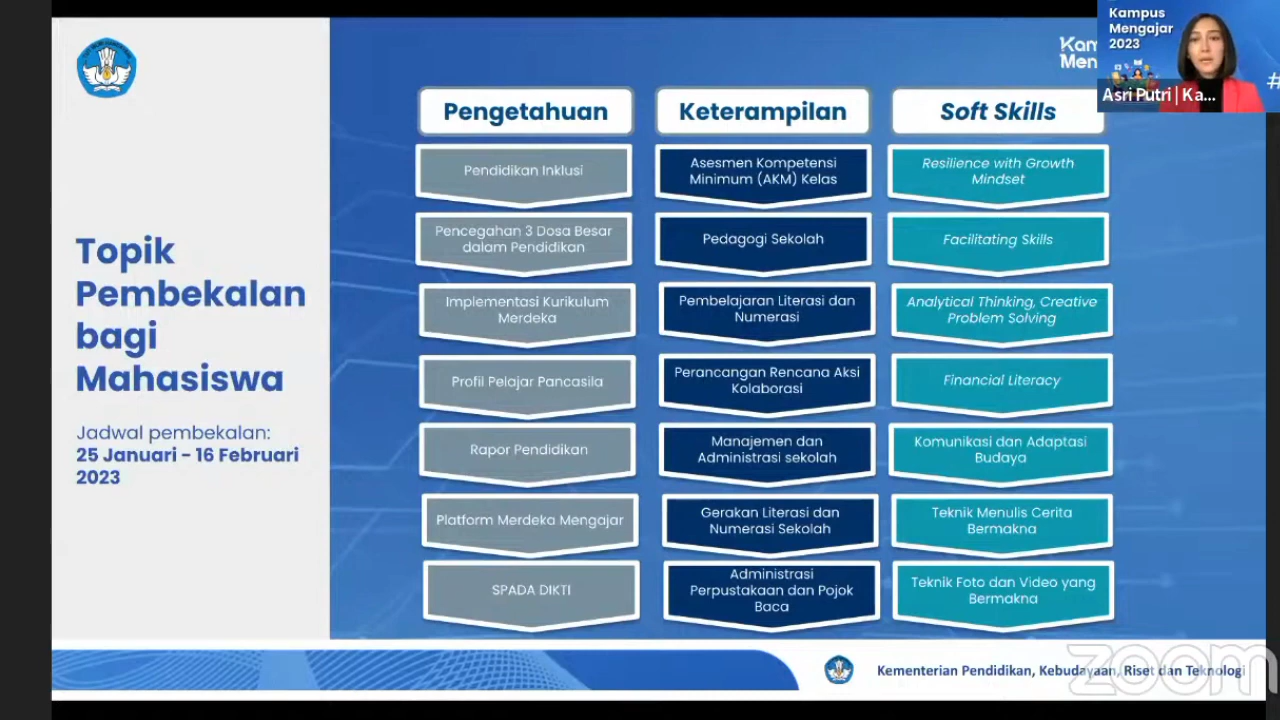 Kampus
Mengajar
2023
Asri Putri | Ka...
Kam
Men
#
Topik
Pembekalan
bagi
Mahasiswa
Jadwal pembekalan:
25 Januari - 16 Februari
2023
Pengetahuan
Pendidikan Inklusi
Pencegahan 3 Dosa Besar
dalam Pendidikan
Implementasi Kurikulum
Merdeka
Profil Pelajar Pancasila
Rapor Pendidikan
Platform Merdeka Mengajar
SPADA DIKTI
Keterampilan
Asesmen Kompetensi
Minimum (AKM) Kelas
Pedagogi Sekolah
Pembelajaran Literasi dan
Numerasi
Perancangan Rencana Aksi
Kolaborasi
Manajemen dan
Administrasi sekolah
Gerakan Literasi dan
Numerasi Sekolah
Administrasi
Perpustakaan dan Pojok
Baca
Soft Skills
Resilience with Growth
Mindset
Facilitating Skills
Analytical Thinking, Creative
Problem Solving
Financial Literacy
Komunikasi dan Adaptasi
Budaya
Teknik Menulis Cerita
Bermakna
Teknik Foto dan Video yang
Bermakna
Kementerian Pendidikan, Kebudayaan, Riset dan Teknologi
zoom